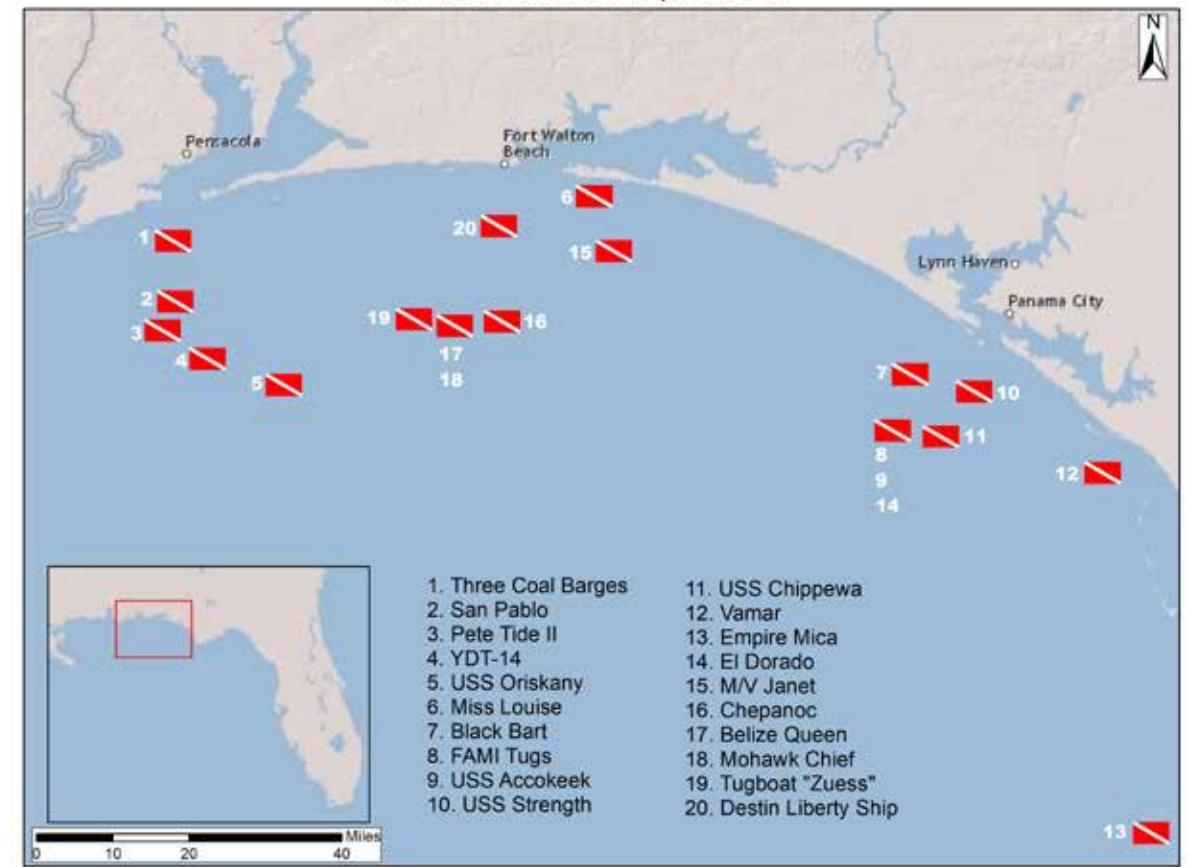 N
Pensacola
Fort Walton
Beach
6
20
1
15
Lynn Haven
2
Panama City
19
16
3
17
4
7
18
5
10
8
11
9
12
14
1. Three Coal Barges
2. San Pablo
3. Pete Tide II
4. YDT-14
5. USS Oriskany
6. Miss Louise
7. Black Bart
8. FAMI Tugs
9. USS Accokeek
10. USS Strength
11. USS Chippewa
12. Vamar
13. Empire Mica
14. El Dorado
15. M/V Janet
16. Chepanoc
17. Belize Queen
18. Mohawk Chief
19. Tugboat "Zuess"
20. Destin Liberty Ship
13
Miles
0 10 20 40